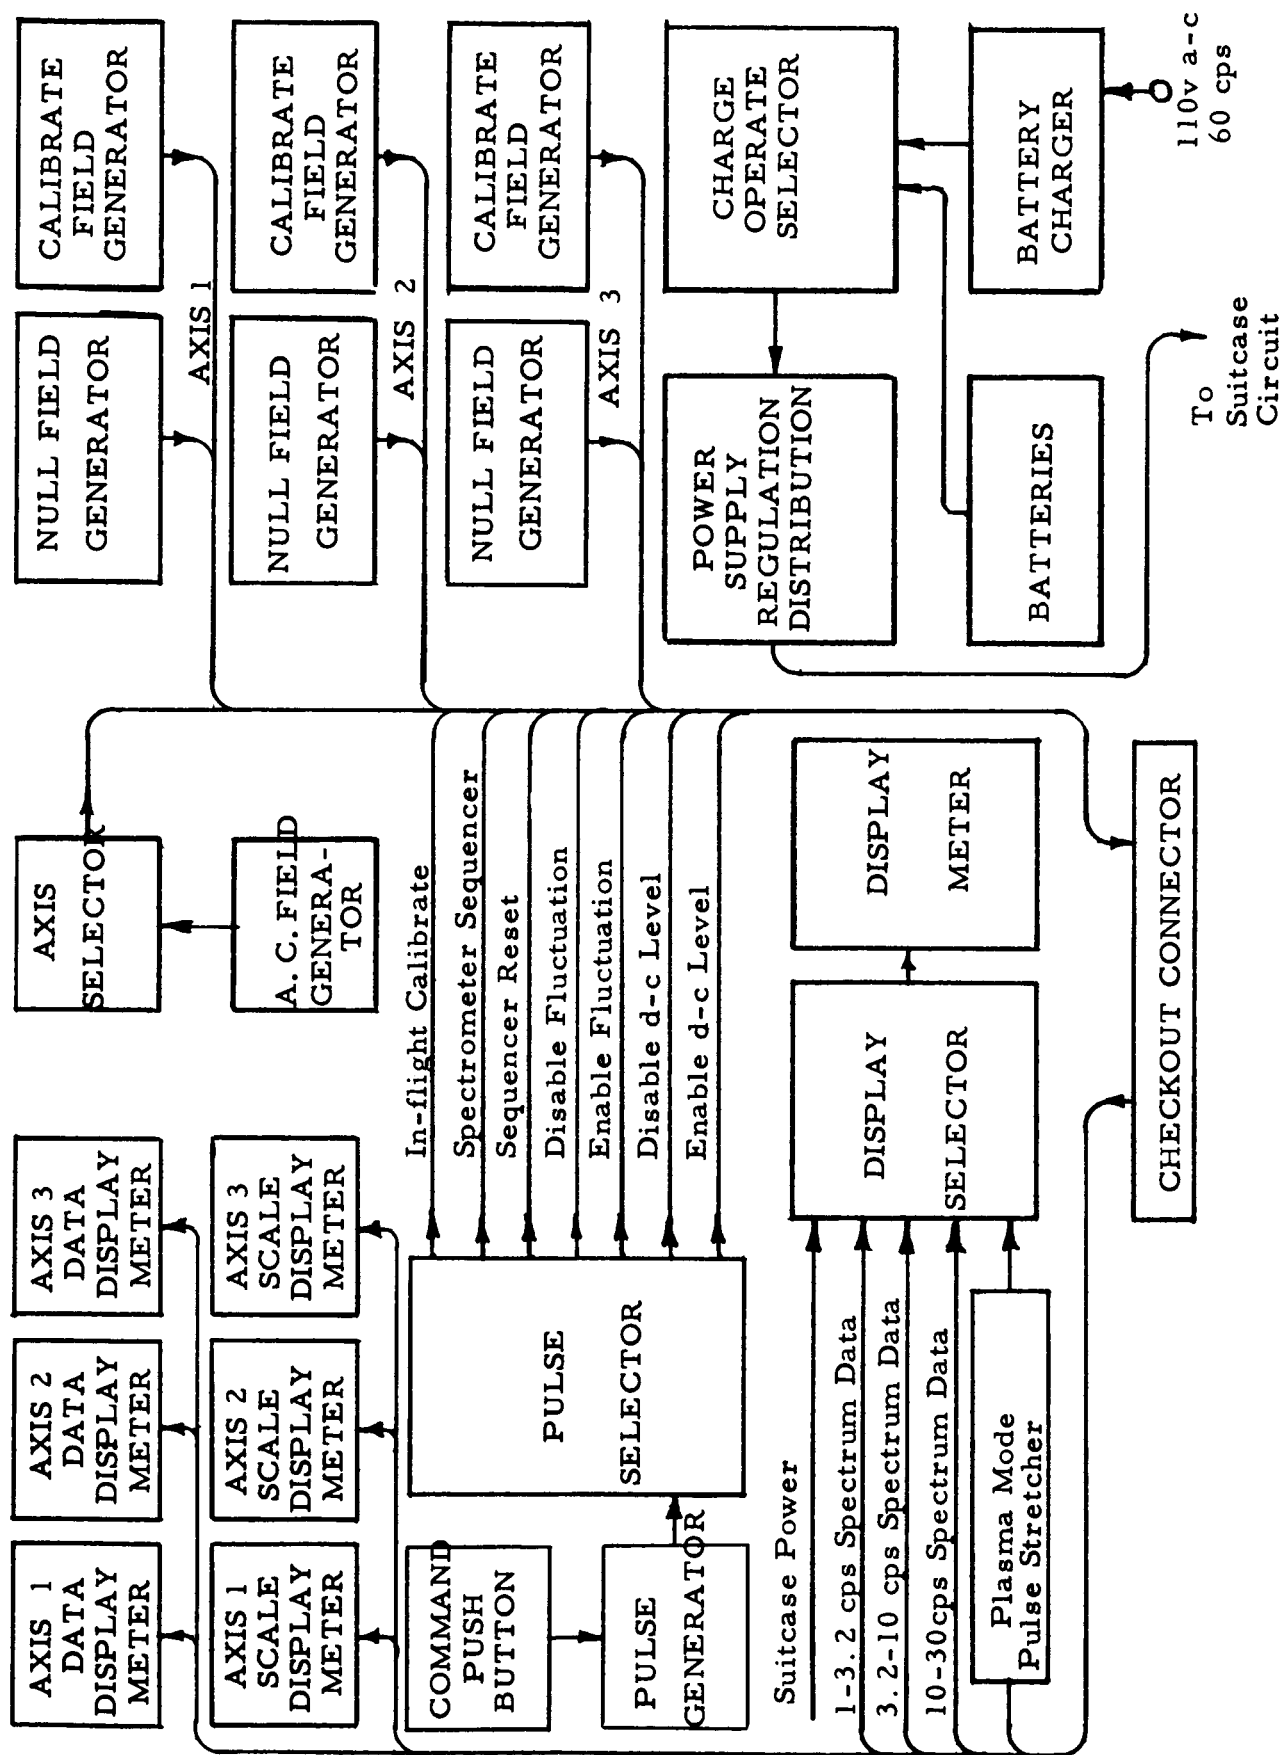 AXIS 1
DATA
DISPLAY
METER
AXIS 2
DATA
DISPLAY
METER
AXIS 3
DATA
DISPLAY
METER
AXIS
SELECTOR
NULL FIELD
GENERATOR
CALIBRATE
FIELD
GENERATOR
AXIS 1
AXIS 1
SCALE
DISPLAY
METER
AXIS 2
SCALE
DISPLAY
METER
AXIS 3
SCALE
DISPLAY
METER
A.C.FIELD
GENERA-
TOR
NULL FIELD
GENERATOR
CALIBRATE
FIELD
GENERATOR
AXIS 2
COMMAND
PUSH
BUTTON
PULSE
GENERATOR
PULSE
SELECTOR
In-flight Calibrate
Spectrometer Sequencer
Sequencer Reset
Disable Fluctuation
Enable Fluctuation
Disable d-c Level
Enable d-c Level
NULL FIELD
GENERATOR
CALIBRATE
FIELD
GENERATOR
AXIS 3
Suitcase Power
1-3.2 cps Spectrum Data
3.2-10 cps Spectrum Data
10-30cps Spectrum Data
Plasma Mode
Pulse Stretcher
DISPLAY
SELECTOR
DISPLAY
METER
POWER
SUPPLY
REGULATION
DISTRIBUTION
CHARGE
OPERATE
SELECTOR
BATTERIES
BATTERY
CHARGER
CHECKOUT CONNECTOR
To
Suitcase
Circuit
110v a-c
60 cps